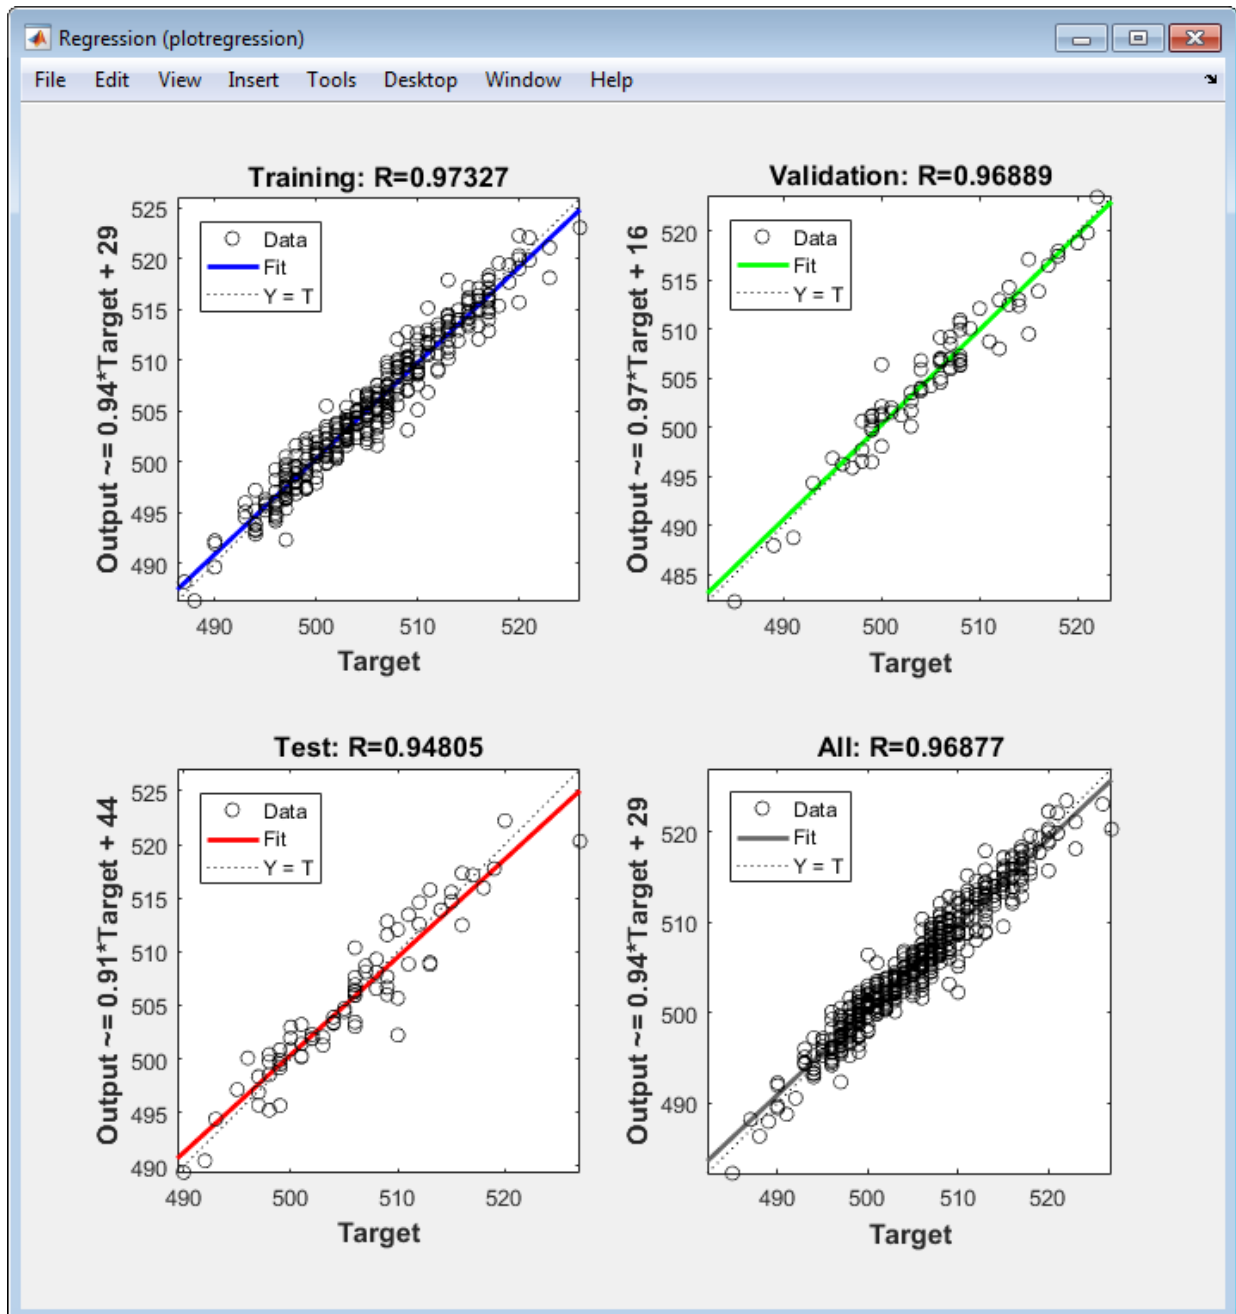 Regression (plotregression)
File Edit View Insert Tools Desktop Window Help
Training: R=0.97327
Output ~= 0.94*Target + 29
525
520
515
510
505
500
495
490
Data
Fit
Y = T
490 500 510 520
Target
Validation: R=0.96889
Output ~= 0.97*Target + 16
520
515
510
505
500
495
490
485
Data
Fit
Y = T
490 500 510 520
Target
Test: R=0.94805
Output ~= 0.91*Target + 44
525
520
515
510
505
500
495
490
Data
Fit
Y = T
490 500 510 520
Target
All: R=0.96877
Output ~= 0.94*Target + 29
520
510
500
490
Data
Fit
Y = T
490 500 510 520
Target